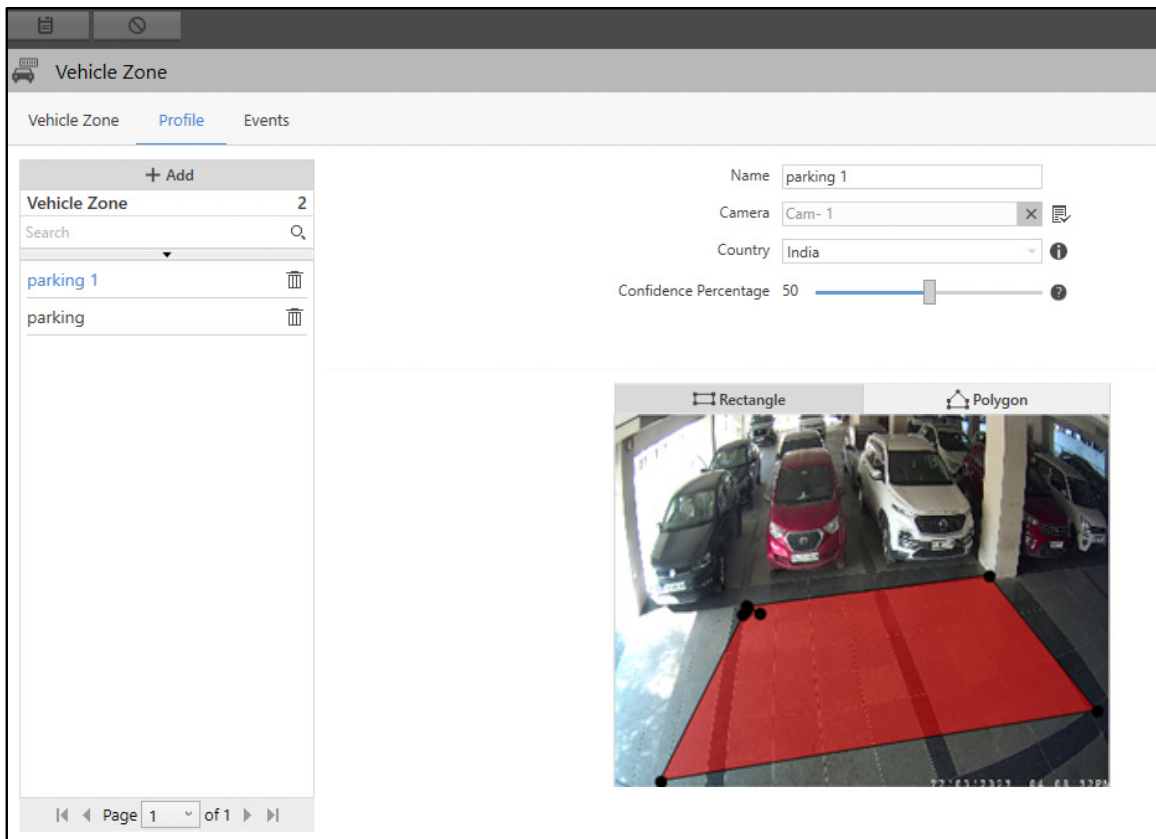 Vehicle Zone
Vehicle Zone Profile Events
+ Add
Vehicle Zone 2
Search
parking 1
parking
Page 1 of 1
Name parking 1
Camera Cam- 1
Country India
Confidence Percentage 50
Rectangle Polygon